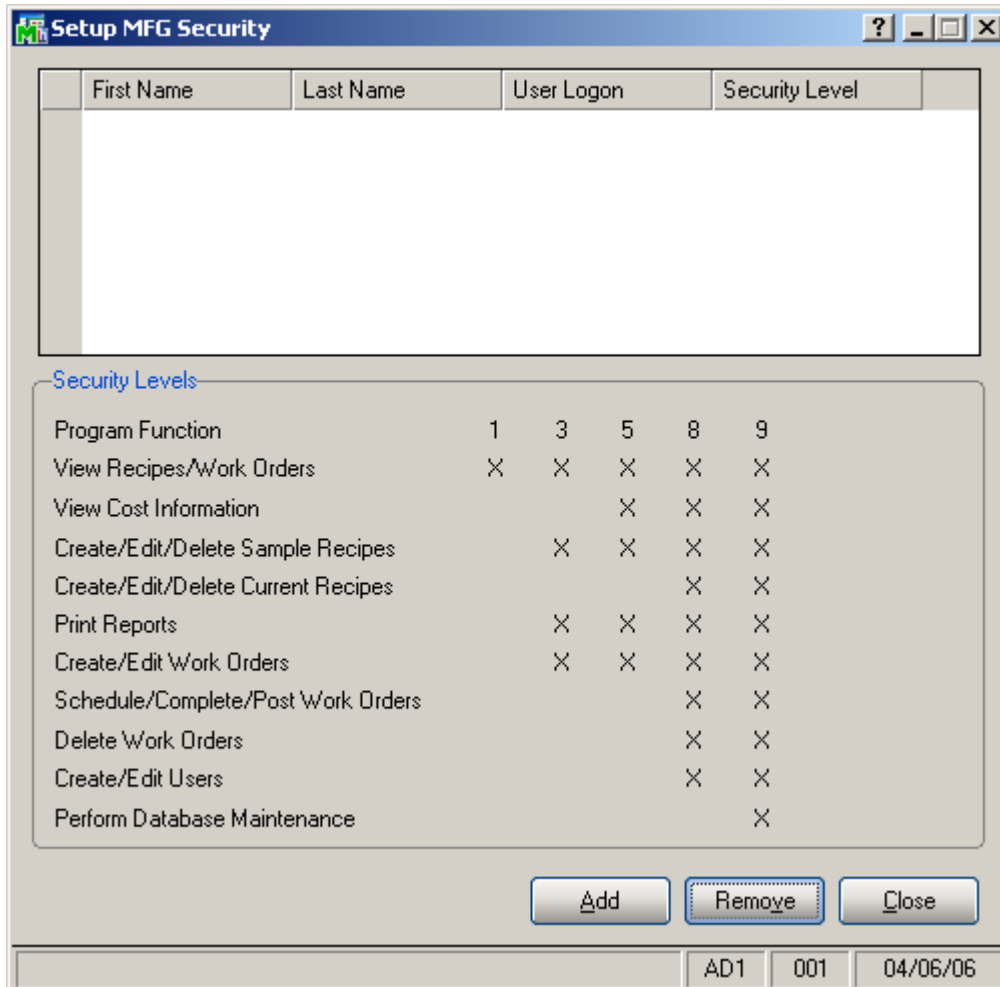 Setup MFG Security
First Name Last Name User Logon Security Level
Security Levels
Program Function 1 3 5 8 9
View Recipes/Work Orders X X X X X
View Cost Information X X X
Create/Edit/Delete Sample Recipes X X X X
Create/Edit/Delete Current Recipes X X
Print Reports X X X X
Create/Edit Work Orders X X X X
Schedule/Complete/Post Work Orders X X
Delete Work Orders X X
Create/Edit Users X X
Perform Database Maintenance X
Add Remove Close
AD1 001 04/06/06